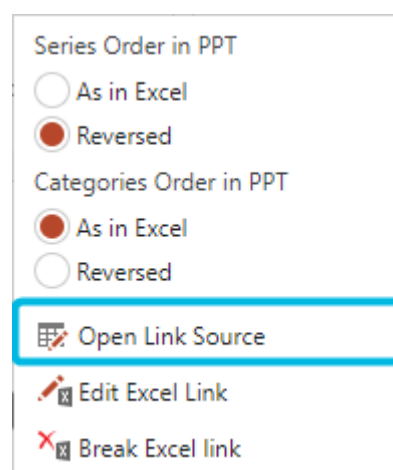 Series Order in PPT
As in Excel
Reversed
Categories Order in PPT
As in Excel
Reversed
Open Link Source
Edit Excel Link
Break Excel link